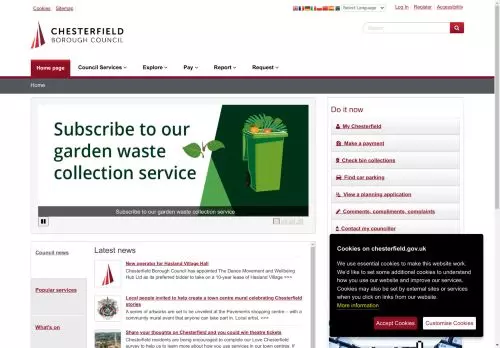 Cookies Sitemap
Select Language
Log In Register Accessibility
CHESTERFIELD
BOROUGH COUNCIL
Search
Home page Council Services Explore Pay Report Request
Home
Subscribe to our
garden waste
collection service
Subscribe to our garden waste collection service
Do it now
My Chesterfield
Make a payment
Check bin collections
Find car parking
View a planning application
Comments, compliments, complaints
Contact my councillor
Council news
Popular services
What's on
Latest news
New operator for Hasland Village Hall
Chesterfield Borough Council has appointed The Dance Movement and Wellbeing
Hub Ltd as its preferred bidder to take on a 10-year lease of Hasland Village >>>
Local people invited to help create a town centre mural celebrating Chesterfield
stories
A series of artworks are set to be unveiled at the Pavements shopping centre – with a
community mural event that anyone can take part in. Local artist, >>>
Share your thoughts on Chesterfield and you could win theatre tickets
Chesterfield residents are being encouraged to complete our Love Chesterfield
survey to help us to learn more about how you use services in our town centres. If
Cookies on chesterfield.gov.uk
We use essential cookies to make this website work.
We'd like to set some additional cookies to understand
how you use our website and improve our services.
Cookies may also be set by external sites or services
when you click on links from our website.
More information
Accept Cookies Customise Cookies